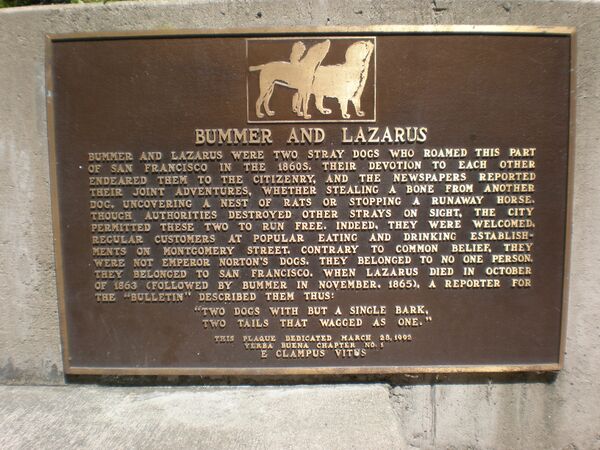 BUMMER AND LAZARUS
BUMMER AND LAZARUS WERE TWO STRAY DOGS WHO ROAMED THIS PART
OF SAN FRANCISCO IN THE 1860S. THEIR DEVOTION TO EACH OTHER
ENDEARED THEM TO THE CITIZENRY, AND THE NEWSPAPERS REPORTED
THEIR JOINT ADVENTURES, WHETHER STEALING A BONE FROM ANOTHER
DOG, UNCOVERING A NEST OF RATS OR STOPPING A RUNAWAY HORSE.
THOUGH AUTHORITIES DESTROYED OTHER STRAYS ON SIGHT, THE CITY
PERMITTED THESE TWO TO RUN FREE. INDEED, THEY WERE WELCOMED,
REGULAR CUSTOMERS AT POPULAR EATING AND DRINKING ESTABLISH-
MENTS ON MONTGOMERY STREET. CONTRARY TO COMMON BELIEF, THEY
WERE NOT EMPEROR NORTON'S DOGS. THEY BELONGED TO NO ONE PERSON.
THEY BELONGED TO SAN FRANCISCO. WHEN LAZARUS DIED IN OCTOBER
OF 1863 (FOLLOWED BY BUMMER IN NOVEMBER, 1865), A REPORTER FOR
THE "BULLETIN" DESCRIBED THEM THUS:
"TWO DOGS WITH BUT A SINGLE BARK,
TWO TAILS THAT WAGGED AS ONE."
THIS PLAQUE DEDICATED MARCH 28, 1992
YERBA BUENA CHAPTER NO. 1
E CLAMPUS VITUS